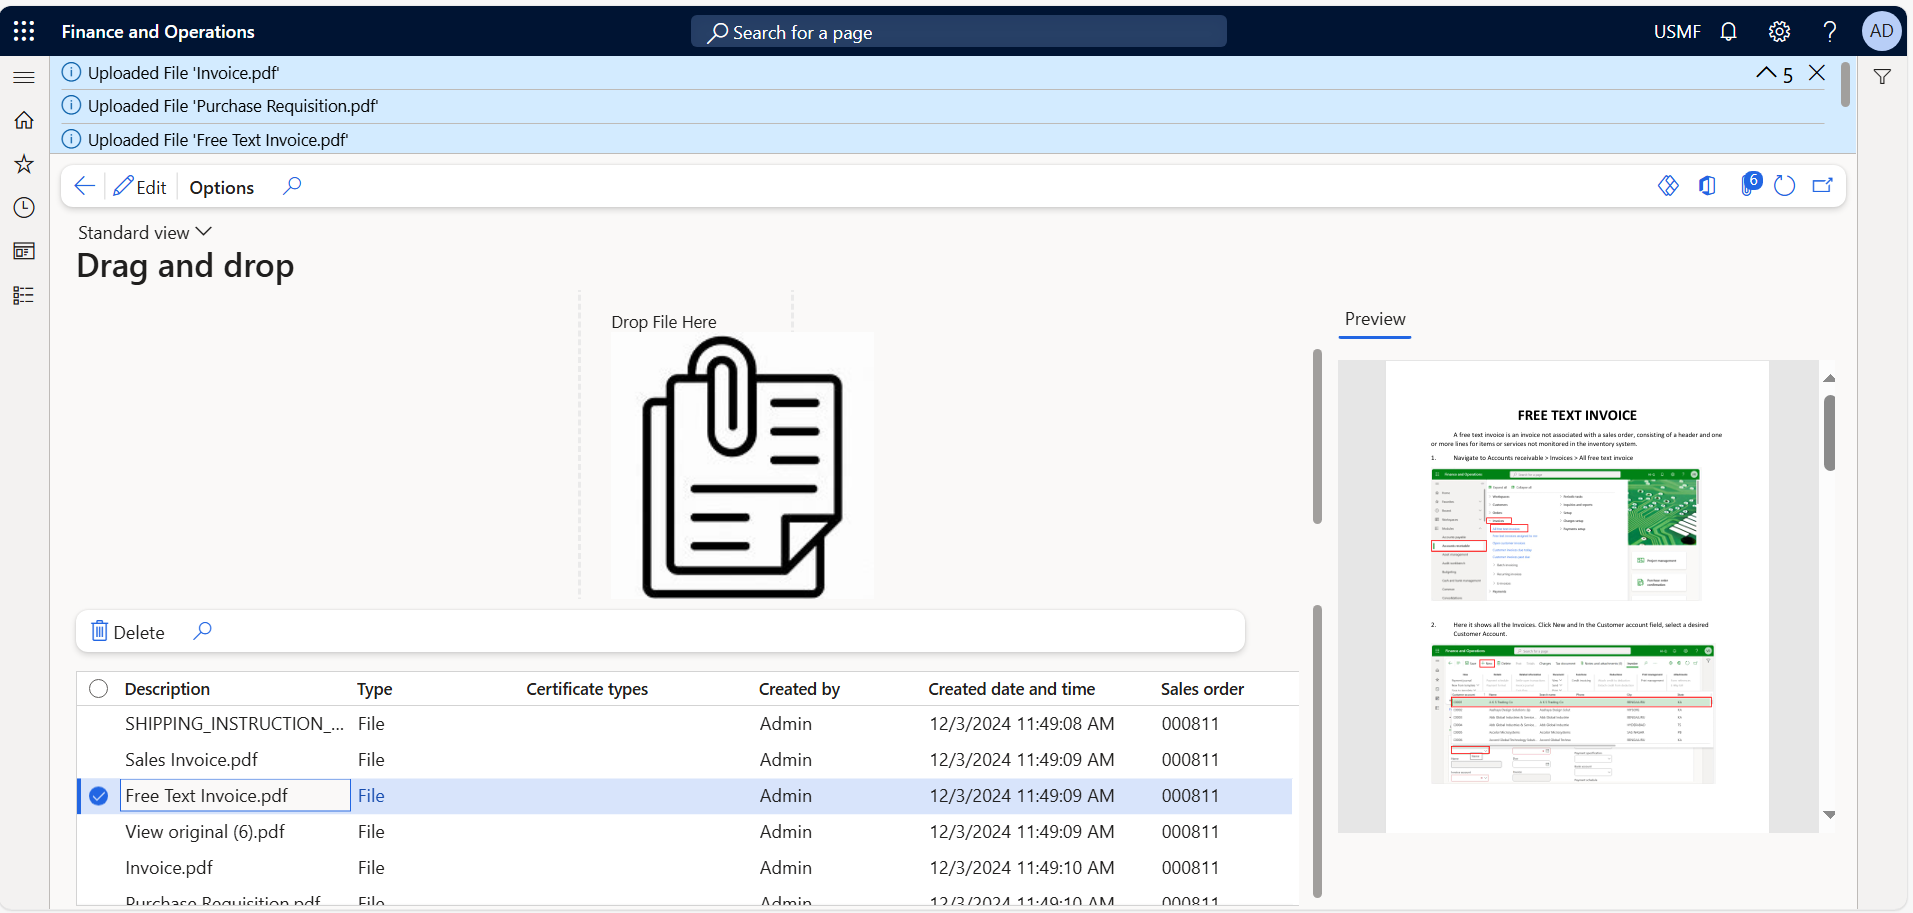 Finance and Operations
Search for a page
USMF
AD
Uploaded File 'Invoice.pdf'
5
Uploaded File 'Purchase Requisition.pdf'
Uploaded File 'Free Text Invoice.pdf'
Edit
Options
6
Standard view
Drag and drop
Drop File Here
Preview
FREE TEXT INVOICE
A free text invoice is an invoice not associated with a sales order, consisting of a header and one
or more lines for items or services not monitored in the inventory system.
1. Navigate to Accounts receivable > Invoices > All free text invoice
Finance and Operations
2. Here it shows all the Invoices. Click New and In the Customer account field, select a desired
Customer Account.
Finance and Operations
Delete
Description Type Certificate types Created by Created date and time Sales order
SHIPPING_INSTRUCTION_... File Admin 12/3/2024 11:49:08 AM 000811
Sales Invoice.pdf File Admin 12/3/2024 11:49:09 AM 000811
Free Text Invoice.pdf File Admin 12/3/2024 11:49:09 AM 000811
View original (6).pdf File Admin 12/3/2024 11:49:09 AM 000811
Invoice.pdf File Admin 12/3/2024 11:49:10 AM 000811
Purchase Requisition.pdf File Admin 12/3/2024 11:49:10 AM 000811